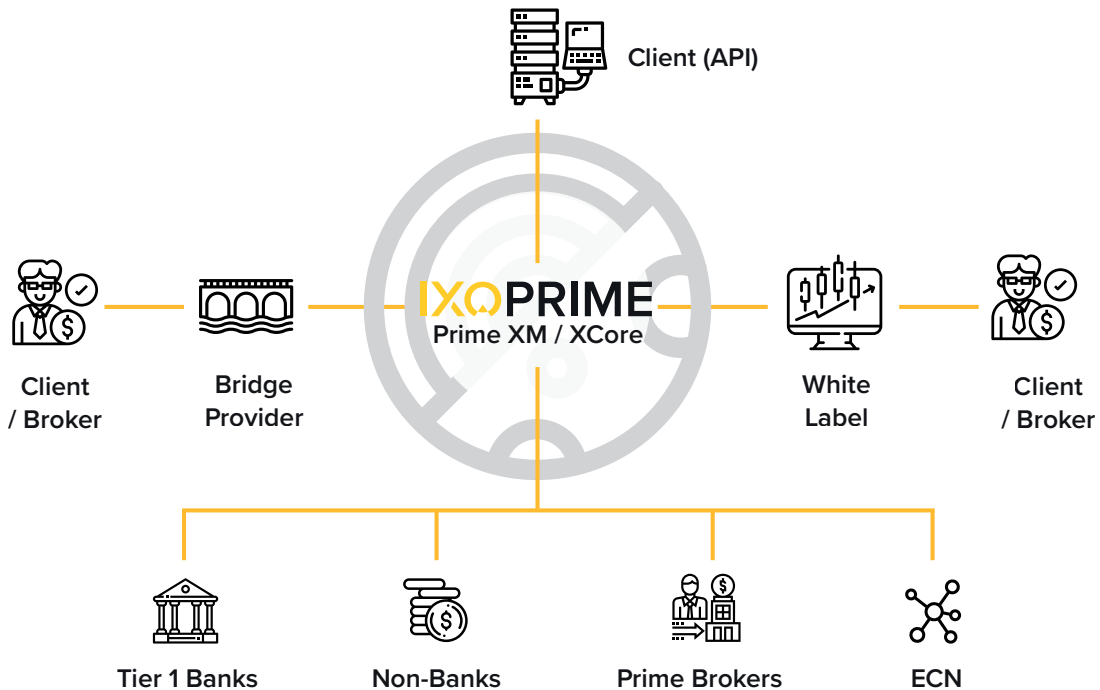 Client (API)
IXOPRIME
Prime XM / XCore
Client
/ Broker
Bridge
Provider
White
Label
Client
/ Broker
Tier 1 Banks
Non-Banks
Prime Brokers
ECN